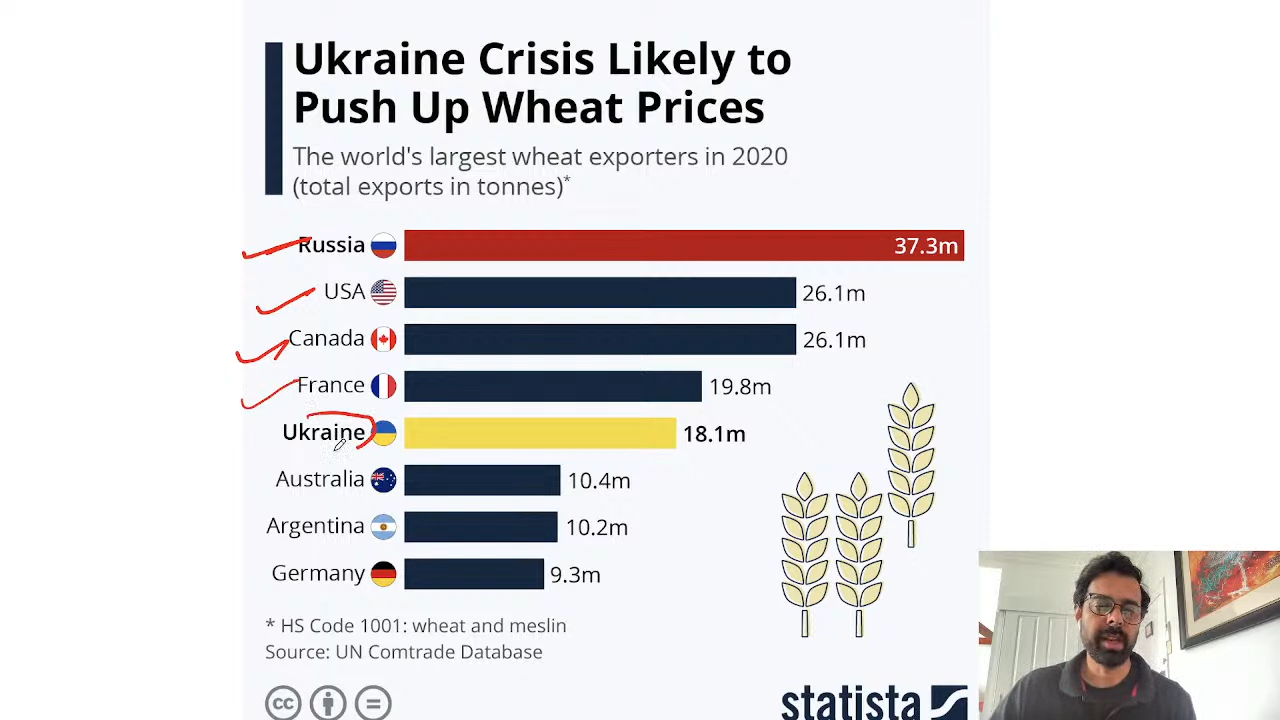 Ukraine Crisis Likely to
Push Up Wheat Prices
The world's largest wheat exporters in 2020
(total exports in tonnes)*
Russia 37.3m
USA 26.1m
Canada 26.1m
France 19.8m
Ukraine 18.1m
Australia 10.4m
Argentina 10.2m
Germany 9.3m
* HS Code 1001: wheat and meslin
Source: UN Comtrade Database
cc
statista